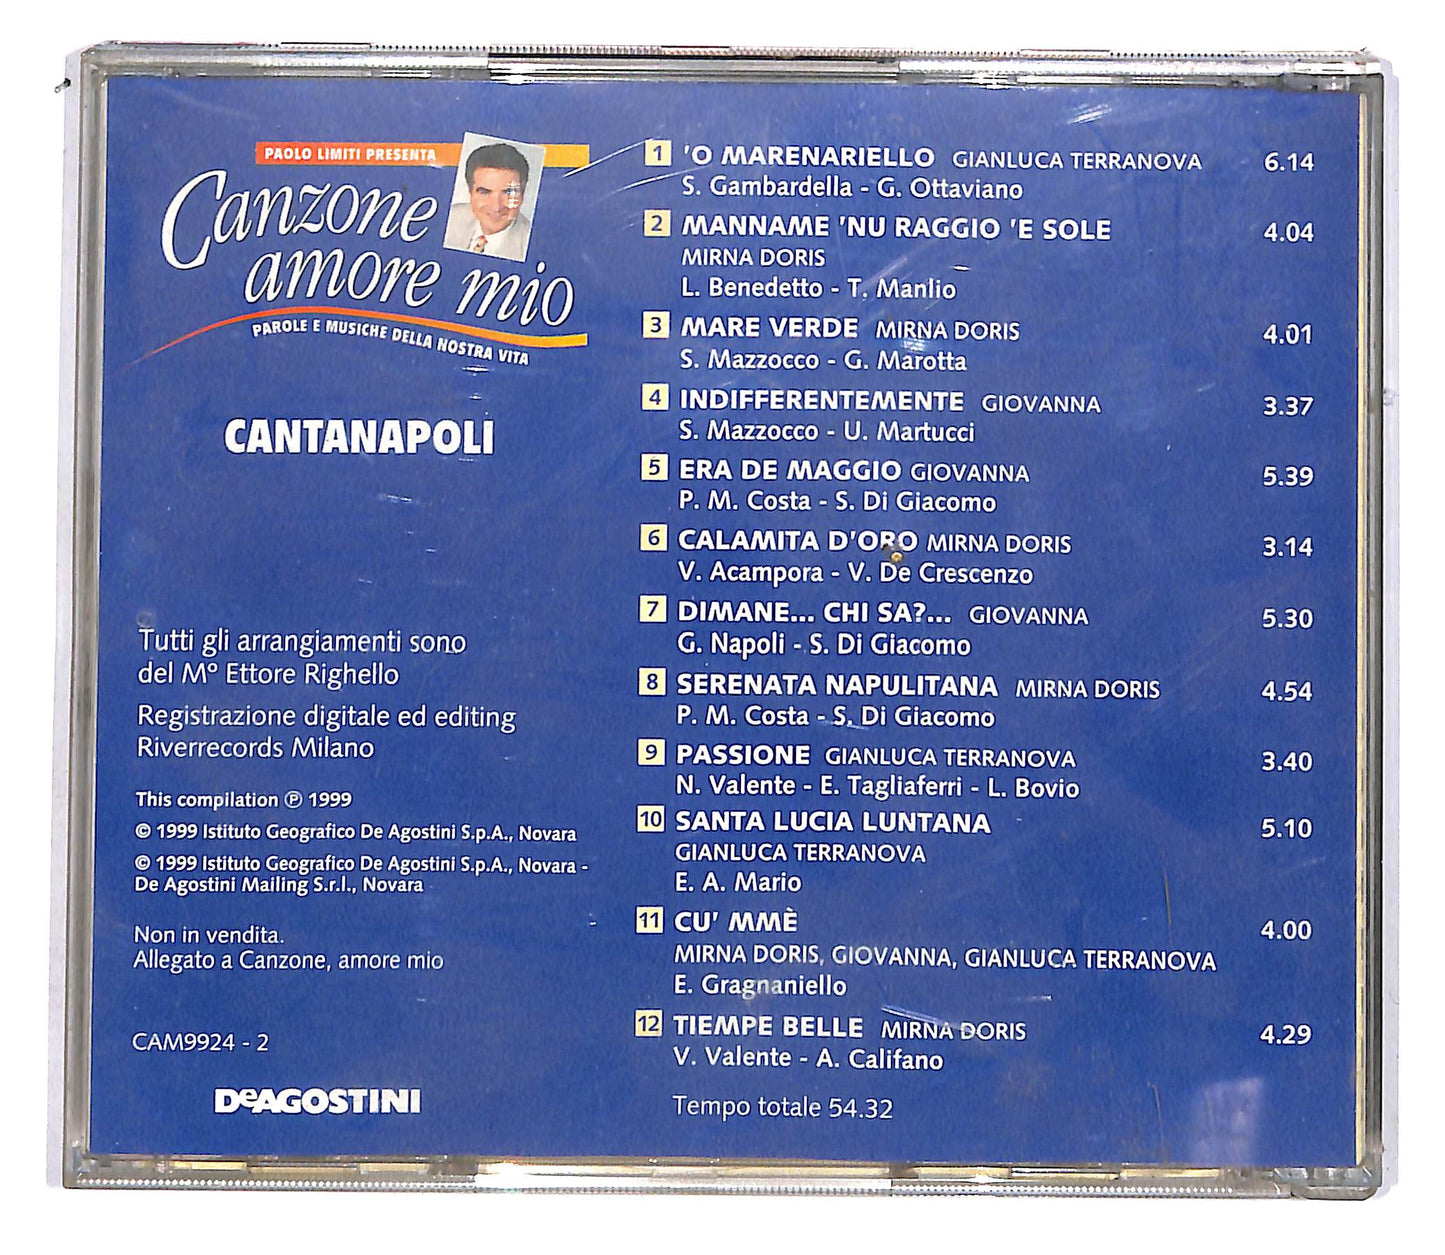 PAOLO LIMITI PRESENTA
Canzone
amore mio
PAROLE E MUSICHE DELLA NOSTRA VITA
CANTANAPOLI
Tutti gli arrangiamenti sono
del M° Ettore Righello
Registrazione digitale ed editing
Riverrecords Milano
This compilation ℗ 1999
© 1999 Istituto Geografico De Agostini S.p.A., Novara
© 1999 Istituto Geografico De Agostini S.p.A., Novara -
De Agostini Mailing S.r.l., Novara
Non in vendita.
Allegato a Canzone, amore mio
CAM9924 - 2
DeAGOSTINI
1 'O MARENARIELLO GIANLUCA TERRANOVA 6.14
S. Gambardella - G. Ottaviano
2 MANNAME 'NU RAGGIO 'E SOLE 4.04
MIRNA DORIS
L. Benedetto - T. Manlio
3 MARE VERDE MIRNA DORIS 4.01
S. Mazzocco - G. Marotta
4 INDIFFERENTEMENTE GIOVANNA 3.37
S. Mazzocco - U. Martucci
5 ERA DE MAGGIO GIOVANNA 5.39
P. M. Costa - S. Di Giacomo
6 CALAMITA D'ORO MIRNA DORIS 3.14
V. Acampora - V. De Crescenzo
7 DIMANE... CHI SA?... GIOVANNA 5.30
G. Napoli - S. Di Giacomo
8 SERENATA NAPULITANA MIRNA DORIS 4.54
P. M. Costa - S. Di Giacomo
9 PASSIONE GIANLUCA TERRANOVA 3.40
N. Valente - E. Tagliaferri - L. Bovio
10 SANTA LUCIA LUNTANA 5.10
GIANLUCA TERRANOVA
E. A. Mario
11 CU' MMÈ 4.00
MIRNA DORIS, GIOVANNA, GIANLUCA TERRANOVA
E. Gragnaniello
12 TIEMPE BELLE MIRNA DORIS 4.29
V. Valente - A. Califano
Tempo totale 54.32